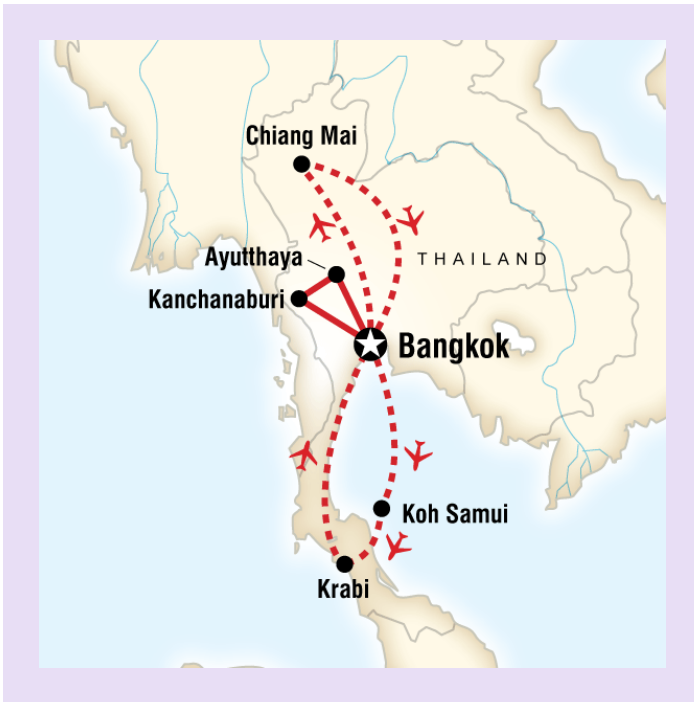 Chiang Mai
Ayutthaya
THAILAND
Kanchanaburi
Bangkok
Koh Samui
Krabi